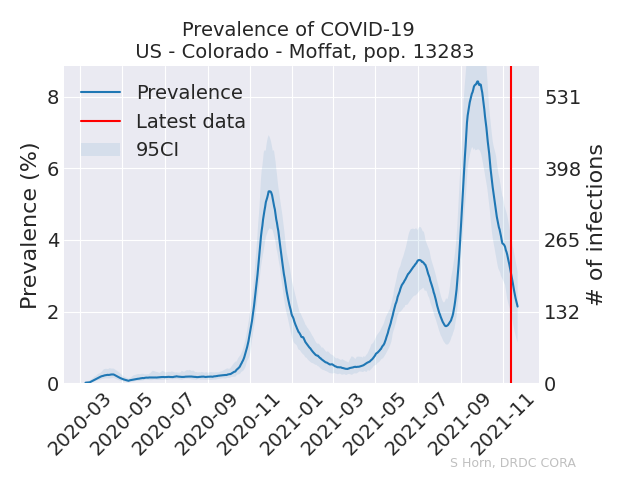 Prevalence of COVID-19
US - Colorado - Moffat, pop. 13283
Prevalence
Latest data
95CI
Prevalence (%)
8
6
4
2
0
531
398
265
132
0
# of infections
2020-03
2020-05
2020-07
2020-09
2020-11
2021-01
2021-03
2021-05
2021-07
2021-09
2021-11
S Horn, DRDC CORA